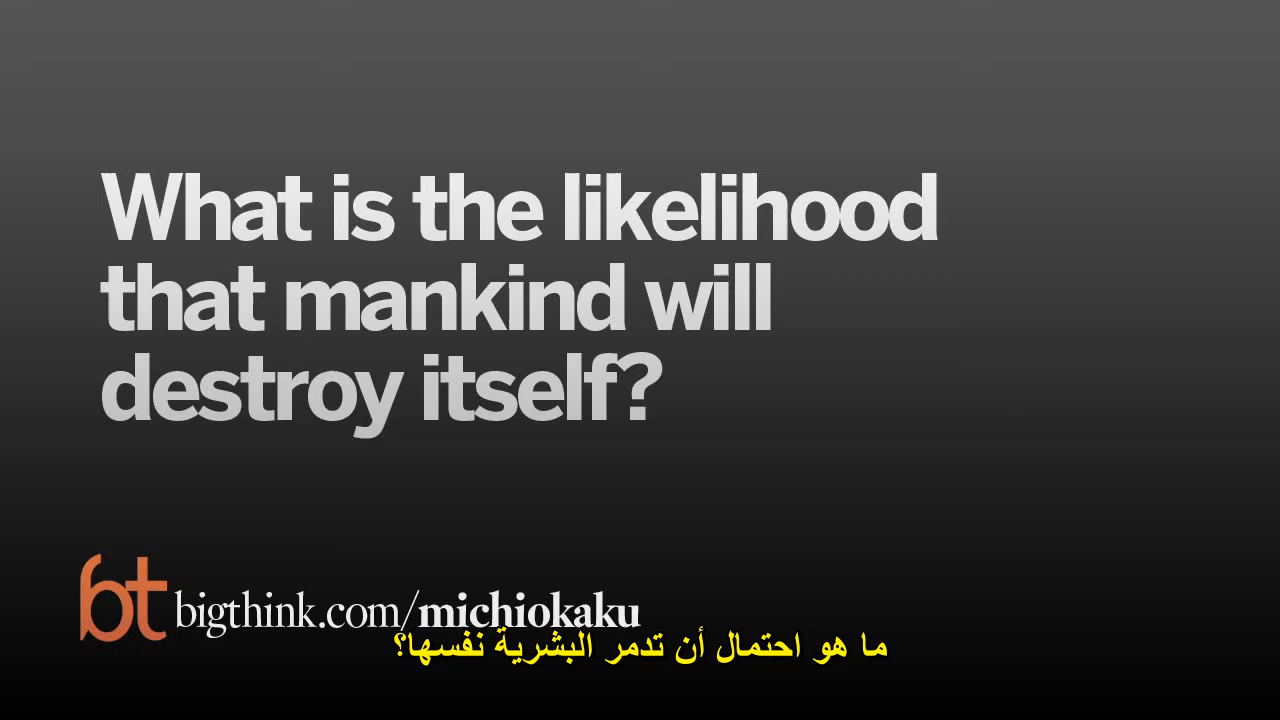 What is the likelihood
that mankind will
destroy itself?
bt bigthink.com/michiokaku
ما هو احتمال أن تدمر البشرية نفسها؟